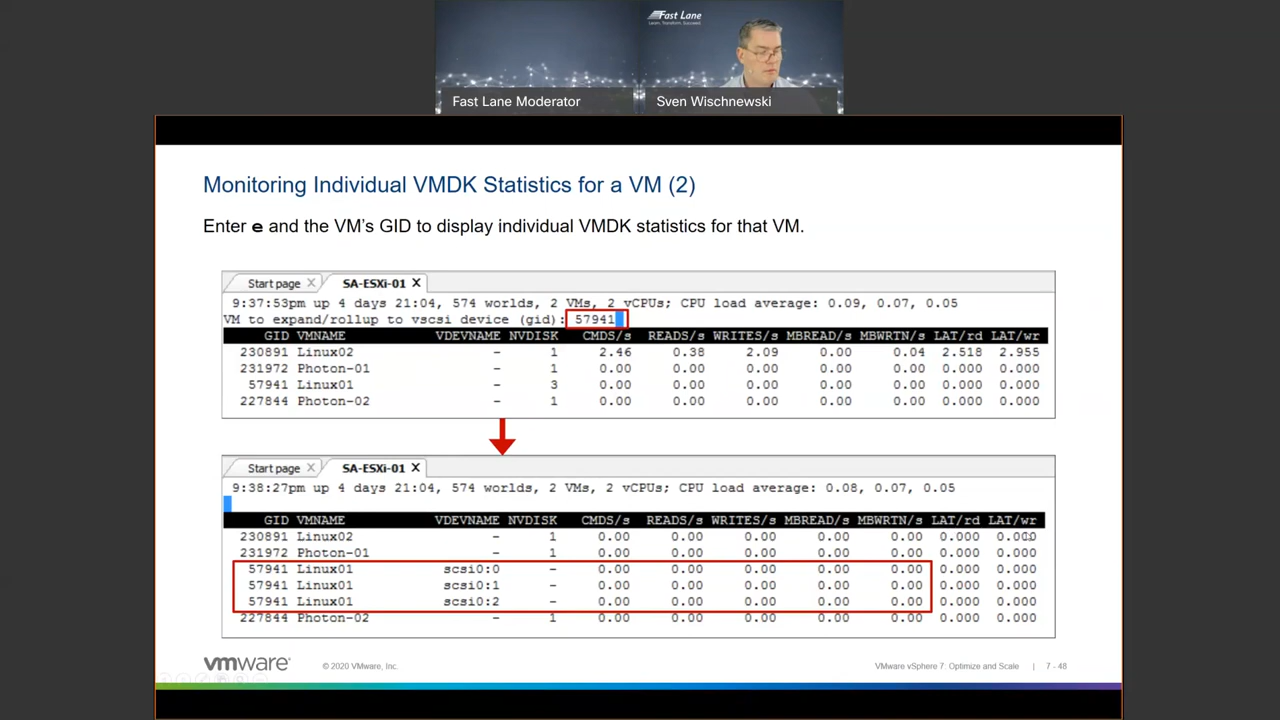 Fast Lane
Learn. Transform. Succeed.
Fast Lane Moderator
Sven Wischnewski
Monitoring Individual VMDK Statistics for a VM (2)
Enter e and the VM's GID to display individual VMDK statistics for that VM.
Start page X SA-ESXi-01 X
9:37:53pm up 4 days 21:04, 574 worlds, 2 VMs, 2 vCPUs; CPU load average: 0.09, 0.07, 0.05
VM to expand/rollup to vscsi device (gid): 57941
GID VMNAME VDEVNAME NVDISK CMDS/s READS/s WRITES/s MBREAD/s MBWRTN/s LAT/rd LAT/wr
230891 Linux02 - 1 2.46 0.38 2.09 0.00 0.04 2.518 2.955
231972 Photon-01 - 1 0.00 0.00 0.00 0.00 0.00 0.000 0.000
57941 Linux01 - 3 0.00 0.00 0.00 0.00 0.00 0.000 0.000
227844 Photon-02 - 1 0.00 0.00 0.00 0.00 0.00 0.000 0.000
Start page X SA-ESXi-01 X
9:38:27pm up 4 days 21:04, 574 worlds, 2 VMs, 2 vCPUs; CPU load average: 0.08, 0.07, 0.05
GID VMNAME VDEVNAME NVDISK CMDS/s READS/s WRITES/s MBREAD/s MBWRTN/s LAT/rd LAT/wr
230891 Linux02 - 1 0.00 0.00 0.00 0.00 0.00 0.000 0.000
231972 Photon-01 - 1 0.00 0.00 0.00 0.00 0.00 0.000 0.000
57941 Linux01 scsi0:0 - 0.00 0.00 0.00 0.00 0.00 0.000 0.000
57941 Linux01 scsi0:1 - 0.00 0.00 0.00 0.00 0.00 0.000 0.000
57941 Linux01 scsi0:2 - 0.00 0.00 0.00 0.00 0.00 0.000 0.000
227844 Photon-02 - 1 0.00 0.00 0.00 0.00 0.00 0.000 0.000
vmware® © 2020 VMware, Inc. VMware vSphere 7: Optimize and Scale | 7 - 48